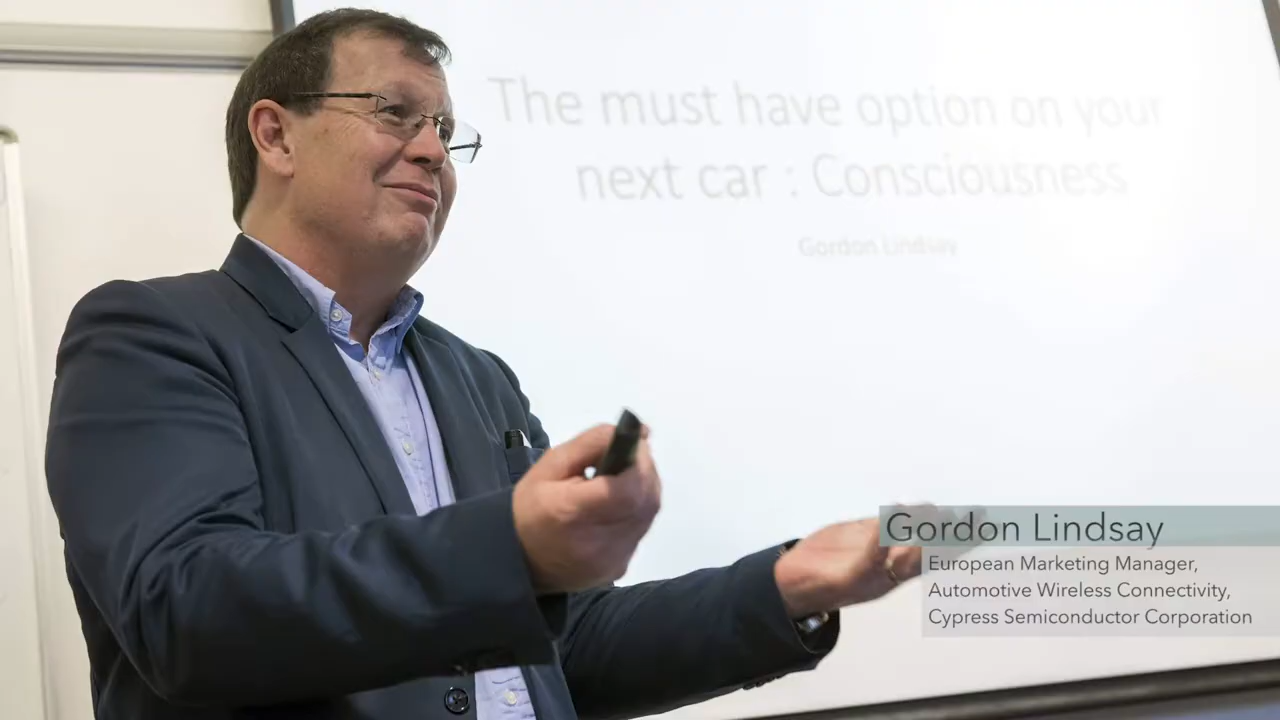 The must have option on your
next car : Consciousness
Gordon Lindsay
Gordon Lindsay
European Marketing Manager,
Automotive Wireless Connectivity,
Cypress Semiconductor Corporation